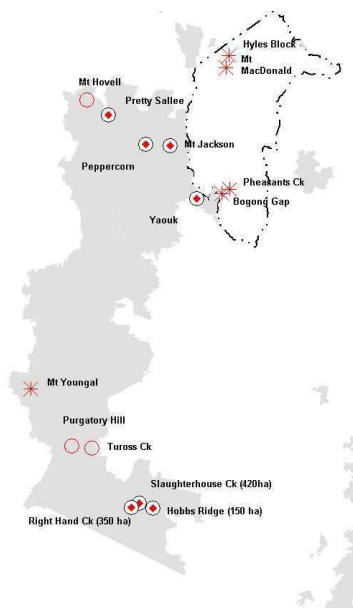 Hyles Block
Mt
MacDonald
Mt Hovell
Pretty Sallee
Mt Jackson
Peppercorn
Pheasants Ck
Bogong Gap
Yaouk
Mt Youngal
Purgatory Hill
Tuross Ck
Slaughterhouse Ck (420ha)
Hobbs Ridge (150 ha)
Right Hand Ck (350 ha)